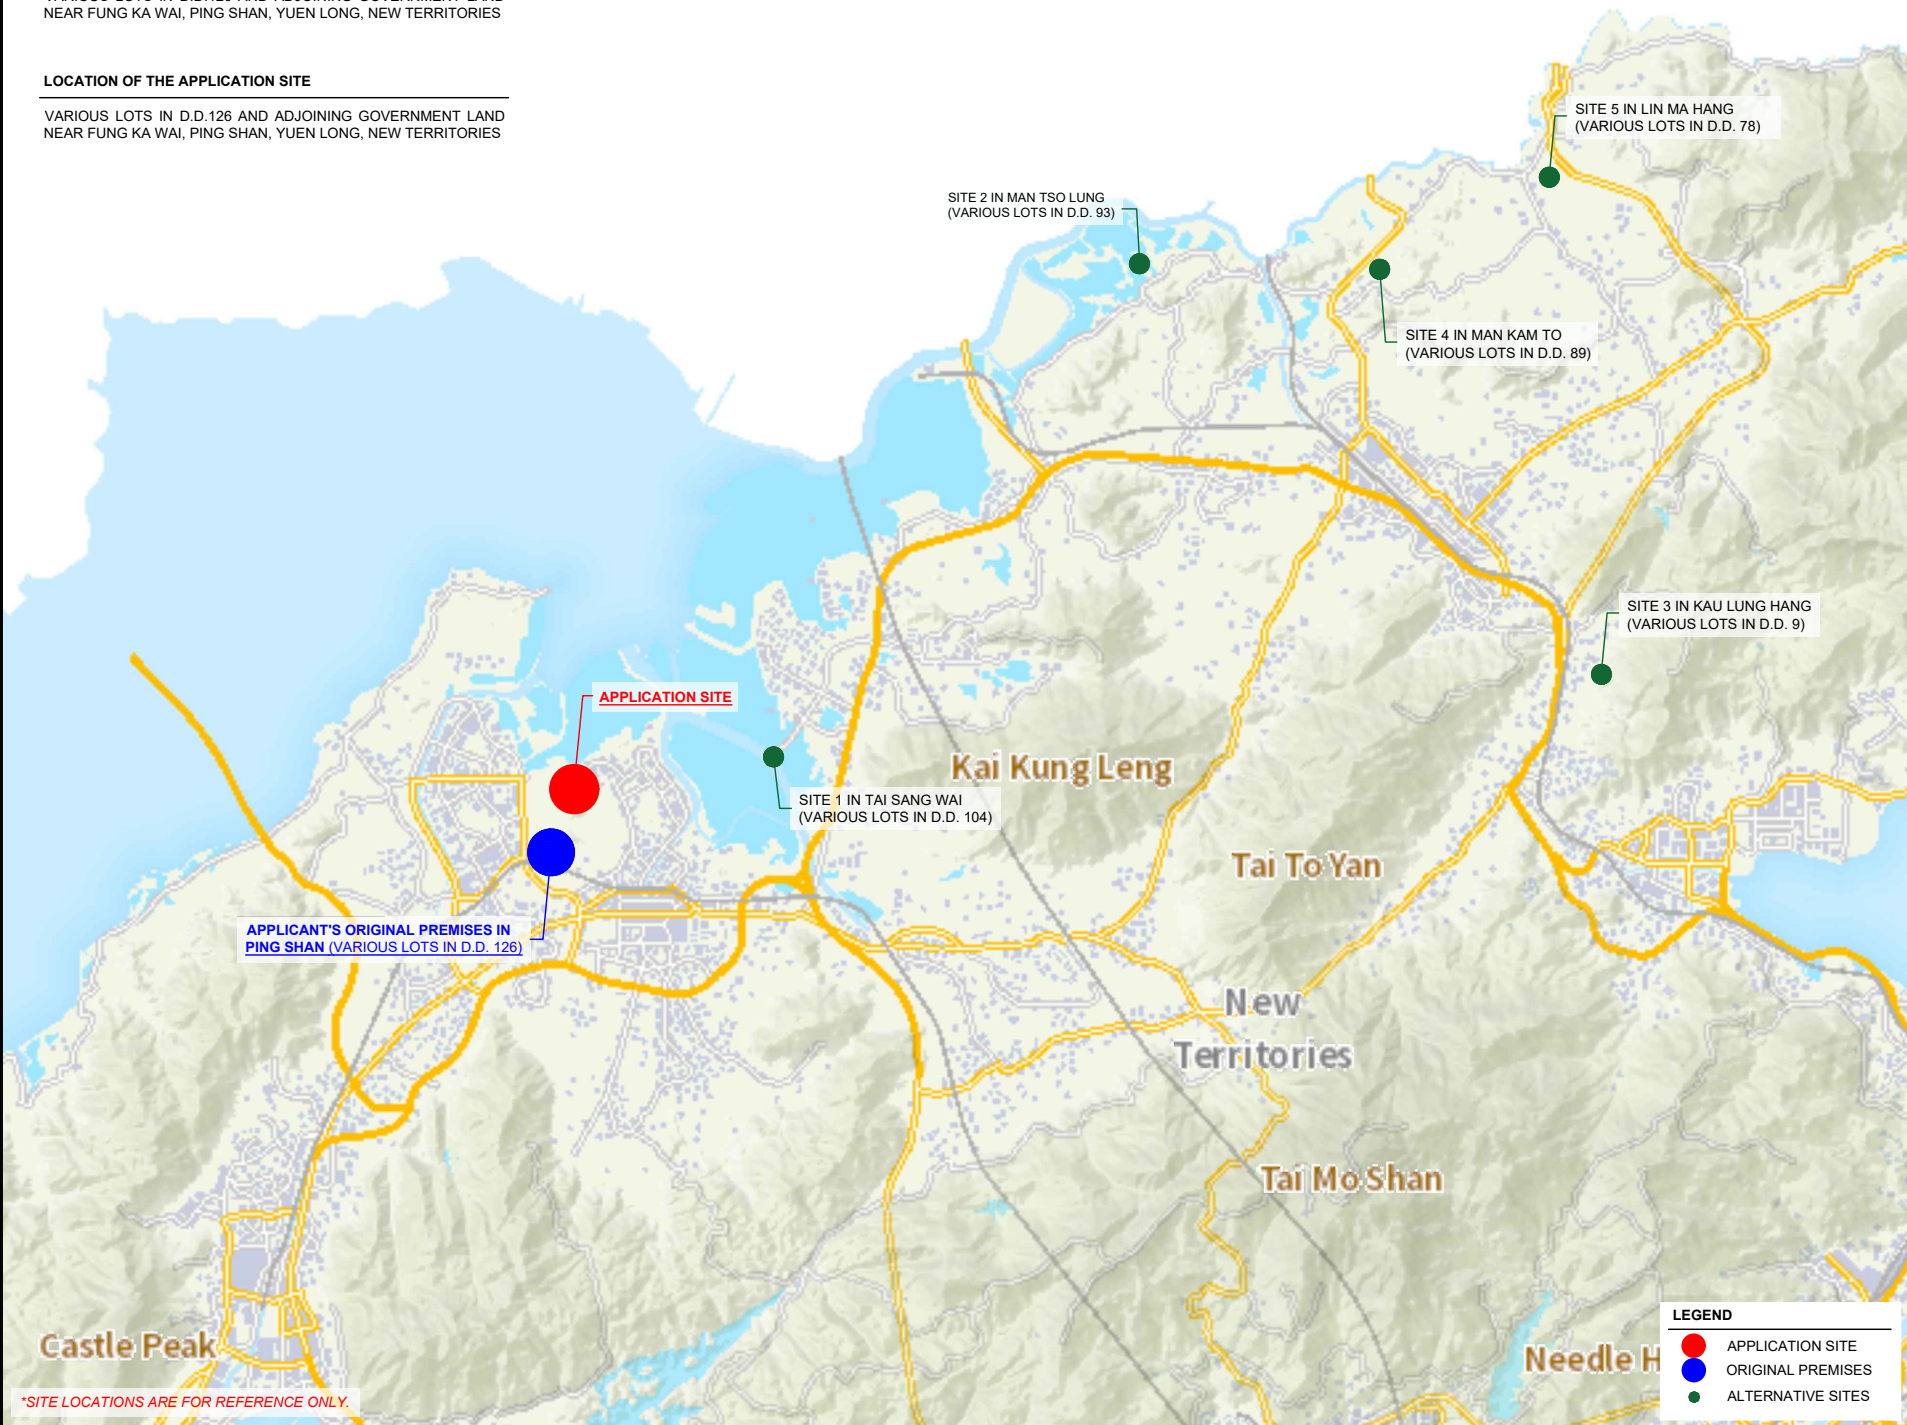 NEAR FUNG KA WAI, PING SHAN, YUEN LONG, NEW TERRITORIES
LOCATION OF THE APPLICATION SITE
VARIOUS LOTS IN D.D.126 AND ADJOINING GOVERNMENT LAND
NEAR FUNG KA WAI, PING SHAN, YUEN LONG, NEW TERRITORIES
SITE 5 IN LIN MA HANG
(VARIOUS LOTS IN D.D. 78)
SITE 2 IN MAN TSO LUNG
(VARIOUS LOTS IN D.D. 93)
SITE 4 IN MAN KAM TO
(VARIOUS LOTS IN D.D. 89)
SITE 3 IN KAU LUNG HANG
(VARIOUS LOTS IN D.D. 9)
APPLICATION SITE
Kai Kung Leng
SITE 1 IN TAI SANG WAI
(VARIOUS LOTS IN D.D. 104)
Tai To Yan
APPLICANT'S ORIGINAL PREMISES IN
PING SHAN (VARIOUS LOTS IN D.D. 126)
New
Territories
Tai Mo Shan
Castle Peak
Needle H
*SITE LOCATIONS ARE FOR REFERENCE ONLY.
LEGEND
APPLICATION SITE
ORIGINAL PREMISES
ALTERNATIVE SITES